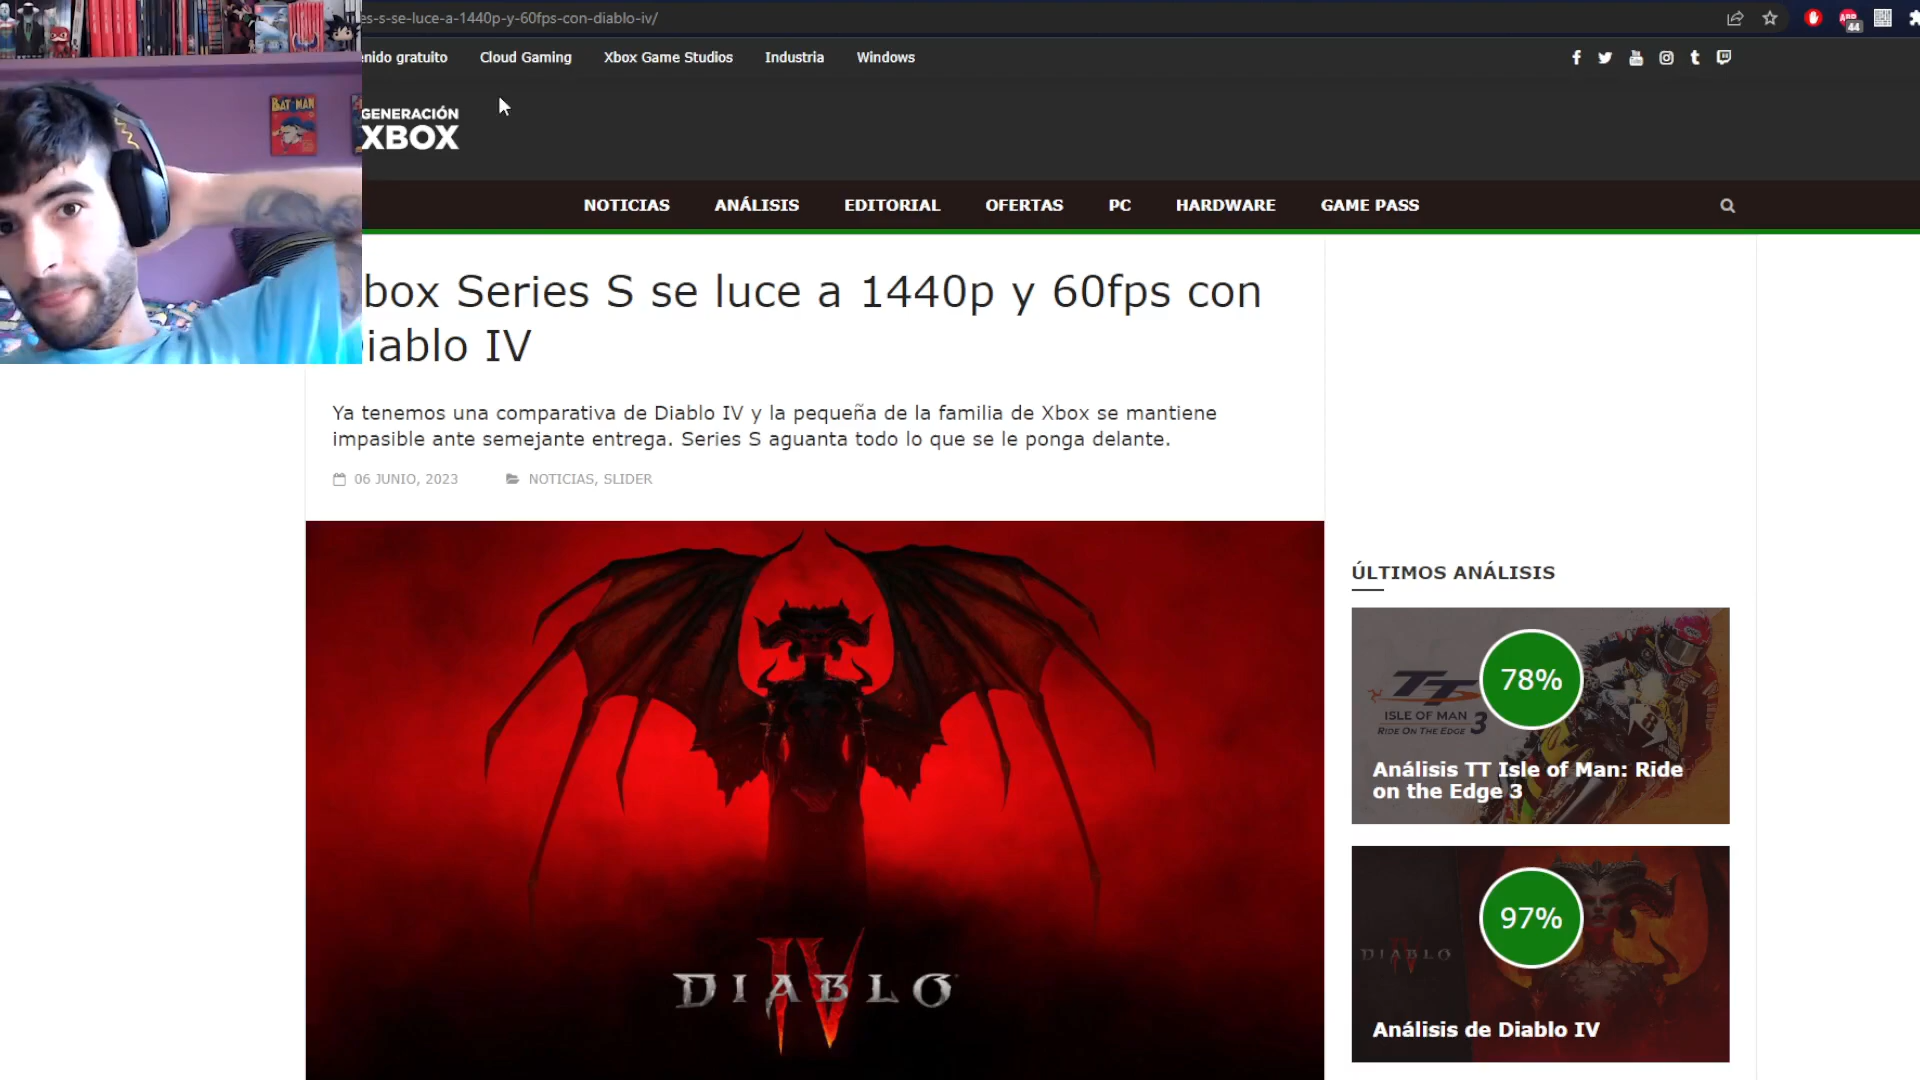 s-s-se-luce-a-1440p-y-60fps-con-diablo-iv/
44
BATMAN
nido gratuito Cloud Gaming Xbox Game Studios Industria Windows
GENERACIÓN
XBOX
NOTICIAS ANÁLISIS EDITORIAL OFERTAS PC HARDWARE GAME PASS
box Series S se luce a 1440p y 60fps con
iablo IV
Ya tenemos una comparativa de Diablo IV y la pequeña de la familia de Xbox se mantiene
impasible ante semejante entrega. Series S aguanta todo lo que se le ponga delante.
06 JUNIO, 2023 NOTICIAS, SLIDER
DIABLO
IV
ÚLTIMOS ANÁLISIS
78%
TT
ISLE OF MAN 3
RIDE ON THE EDGE
8
Análisis TT Isle of Man: Ride
on the Edge 3
97%
DIABLO
IV
Análisis de Diablo IV